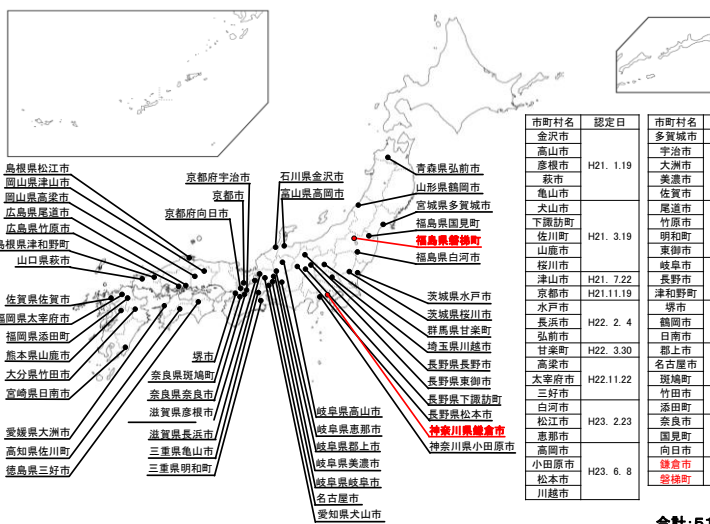 島根県松江市
岡山県津山市
岡山県高梁市
広島県尾道市
広島県竹原市
島根県津和野町
山口県萩市
佐賀県佐賀市
福岡県太宰府市
福岡県添田町
熊本県山鹿市
大分県竹田市
宮崎県日南市
愛媛県大洲市
高知県佐川町
徳島県三好市
京都府宇治市
京都市
京都府向日市
石川県金沢市
富山県高岡市
堺市
奈良県斑鳩町
奈良県奈良市
滋賀県彦根市
滋賀県長浜市
三重県亀山市
三重県明和町
岐阜県高山市
岐阜県恵那市
岐阜県郡上市
岐阜県美濃市
岐阜県岐阜市
名古屋市
愛知県犬山市
青森県弘前市
山形県鶴岡市
宮城県多賀城市
福島県国見町
福島県磐梯町
福島県白河市
茨城県水戸市
茨城県桜川市
群馬県甘楽町
埼玉県川越市
長野県長野市
長野県東御市
長野県下諏訪町
長野県松本市
神奈川県鎌倉市
神奈川県小田原市
市町村名 認定日
金沢市
高山市
彦根市 H21. 1.19
萩市
亀山市
犬山市
下諏訪町
佐川町 H21. 3.19
山鹿市
桜川市
津山市 H21. 7.22
京都市 H21.11.19
水戸市
長浜市 H22. 2. 4
弘前市
甘楽町 H22. 3.30
高梁市
太宰府市 H22.11.22
三好市
白河市
松江市 H23. 2.23
恵那市
高岡市
小田原市 H23. 6. 8
松本市
川越市
市町村名
多賀城市
宇治市
大洲市
美濃市
佐賀市
尾道市
竹原市
明和町
東御市
岐阜市
長野市
津和野町
堺市
鶴岡市
日南市
郡上市
名古屋市
斑鳩町
竹田市
添田町
奈良市
国見町
向日市
鎌倉市
磐梯町
合計:51